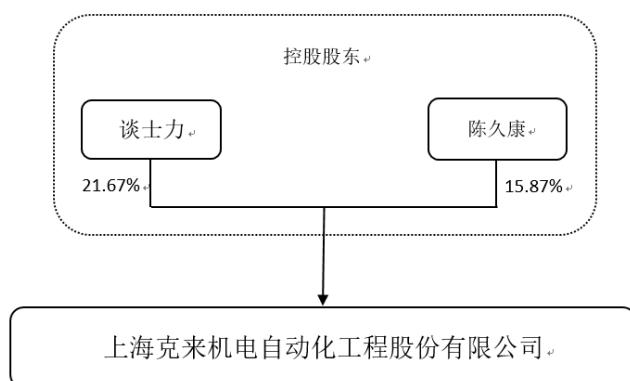 控股股东
谈士力
陈久康
21.67%
15.87%
上海克来机电自动化工程股份有限公司